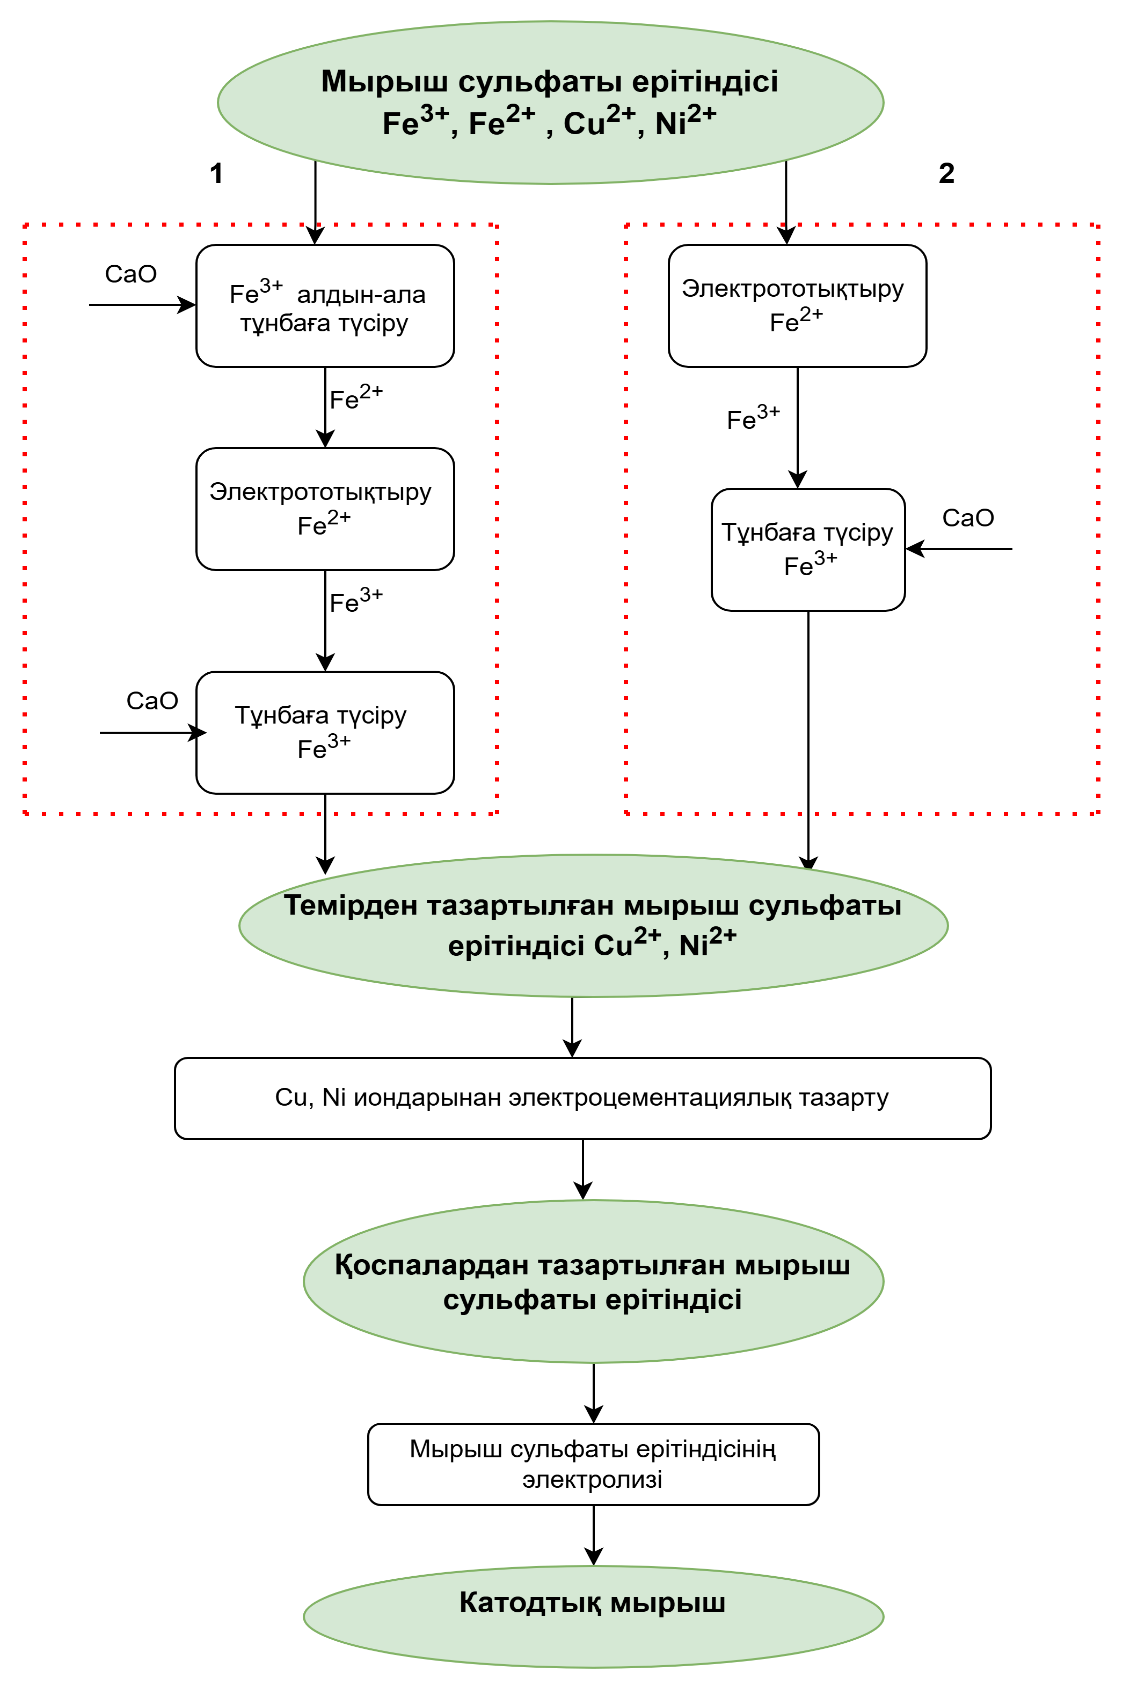 Мырыш сульфаты ерітіндісі
Fe³⁺, Fe²⁺ , Cu²⁺, Ni²⁺
1
2
CaO
Fe³⁺ алдын-ала
тұнбаға түсіру
Fe²⁺
Электрототықтыру
Fe²⁺
Fe³⁺
CaO
Тұнбаға түсіру
Fe³⁺
Электрототықтыру
Fe²⁺
Fe³⁺
Тұнбаға түсіру
Fe³⁺
CaO
Темірден тазартылған мырыш сульфаты
ерітіндісі Cu²⁺, Ni²⁺
Cu, Ni иондарынан электроцементациялық тазарту
Қоспалардан тазартылған мырыш
сульфаты ерітіндісі
Мырыш сульфаты ерітіндісінің
электролизі
Катодтық мырыш